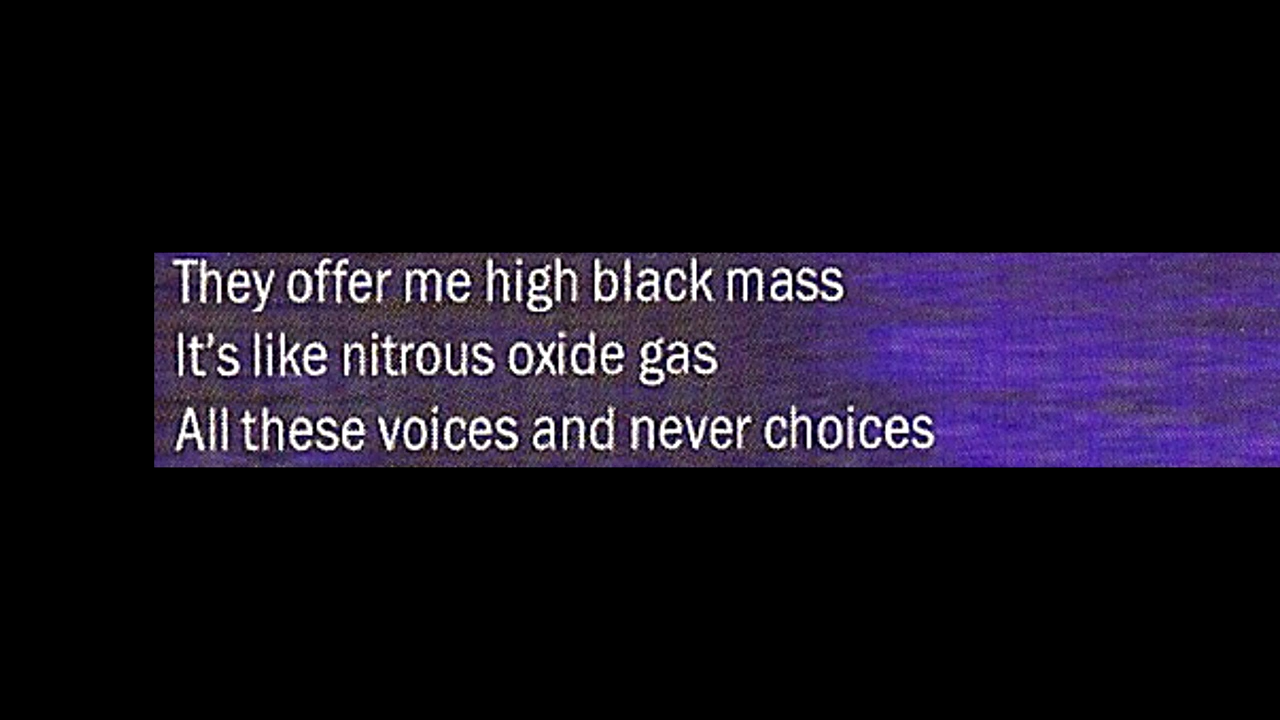 They offer me high black mass
It's like nitrous oxide gas
All these voices and never choices